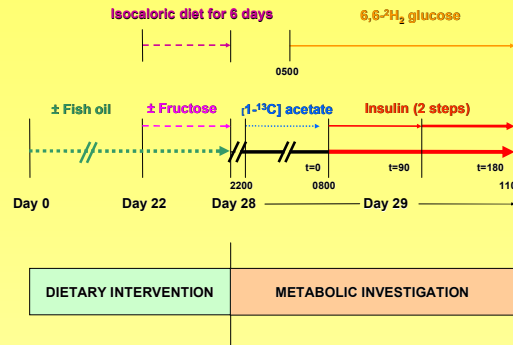 Isocaloric diet for 6 days
6,6-²H₂ glucose
0500
± Fish oil
± Fructose
[1-¹³C] acetate
Insulin (2 steps)
t=0
t=90
t=180
2200
0800
110
Day 0
Day 22
Day 28
Day 29
DIETARY INTERVENTION
METABOLIC INVESTIGATION